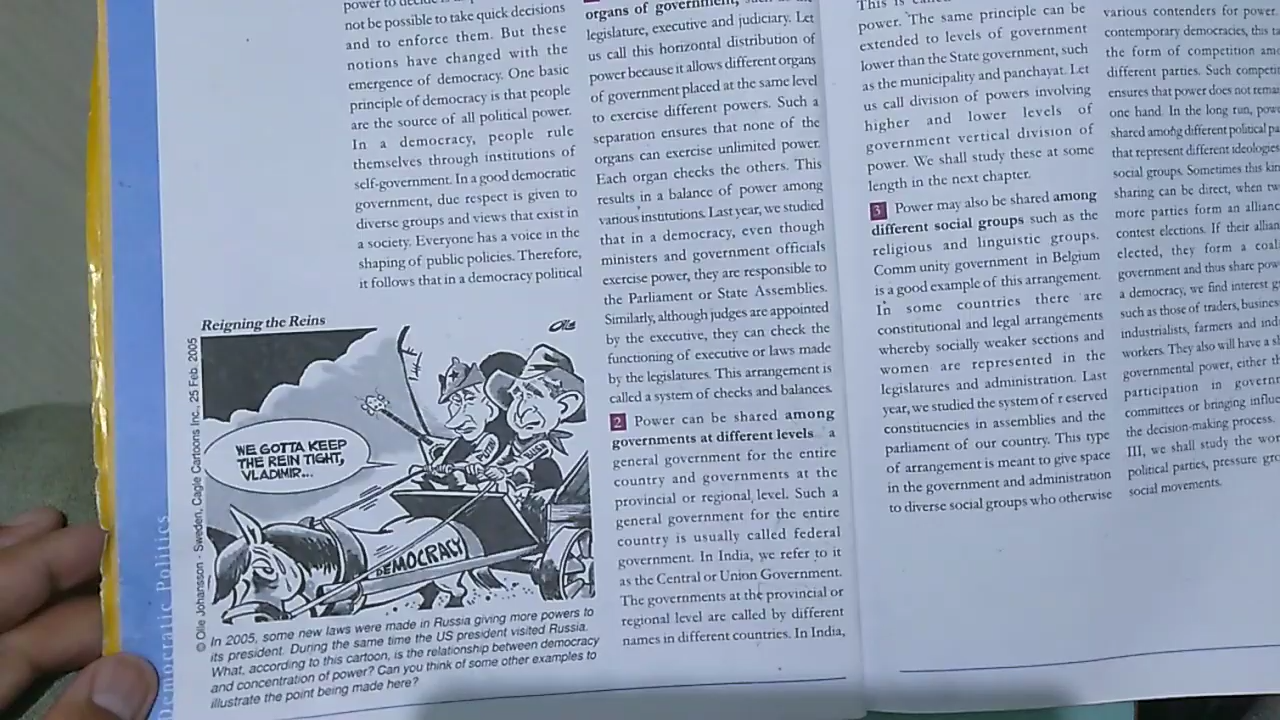 not be possible to take quick decisions
and to enforce them. But these
notions have changed with the
emergence of democracy. One basic
principle of democracy is that people
are the source of all political power.
In a democracy, people rule
themselves through institutions of
self-government. In a good democratic
government, due respect is given to
diverse groups and views that exist in
a society. Everyone has a voice in the
shaping of public policies. Therefore,
it follows that in a democracy political
Reigning the Reins
Olle
WE GOTTA KEEP
THE REIN TIGHT,
VLADIMIR...
PUTIN
BUSH
DEMOCRACY
© Olle Johansson - Sweden, Cagle Cartoons Inc., 25 Feb. 2005
In 2005, some new laws were made in Russia giving more powers to
its president. During the same time the US president visited Russia.
What, according to this cartoon, is the relationship between democracy
and concentration of power? Can you think of some other examples to
illustrate the point being made here?
Democratic Politics
organs of government, such as
legislature, executive and judiciary. Let
us call this horizontal distribution of
power because it allows different organs
of government placed at the same level
to exercise different powers. Such a
separation ensures that none of the
organs can exercise unlimited power.
Each organ checks the others. This
results in a balance of power among
various institutions. Last year, we studied
that in a democracy, even though
ministers and government officials
exercise power, they are responsible to
the Parliament or State Assemblies.
Similarly, although judges are appointed
by the executive, they can check the
functioning of executive or laws made
by the legislatures. This arrangement is
called a system of checks and balances.
2 Power can be shared among
governments at different levels a
general government for the entire
country and governments at the
provincial or regional level. Such a
general government for the entire
country is usually called federal
government. In India, we refer to it
as the Central or Union Government.
The governments at the provincial or
regional level are called by different
names in different countries. In India,
This is
power. The same principle can be
extended to levels of government
lower than the State government, such
as the municipality and panchayat. Let
us call division of powers involving
higher and lower levels of
government vertical division of
power. We shall study these at some
length in the next chapter.
3 Power may also be shared among
different social groups such as the
religious and linguistic groups.
Comm unity government in Belgium
is a good example of this arrangement.
In some countries there are
constitutional and legal arrangements
whereby socially weaker sections and
women are represented in the
legislatures and administration. Last
year, we studied the system of r eserved
constituencies in assemblies and the
parliament of our country. This type
of arrangement is meant to give space
in the government and administration
to diverse social groups who otherwise
various contenders for power.
contemporary democracies, this
the form of competition
different parties. Such
ensures that power does not
one hand. In the long run,
shared among different political
that represent different ideologies
social groups. Sometimes this
sharing can be direct, when
more parties form an
contest elections. If their
elected, they form a
government and thus share
a democracy, we find interest
such as those of traders,
industrialists, farmers and
workers. They also will have a
governmental power, either
participation in
committees or bringing
the decision-making process.
III, we shall study the
political parties, pressure
social movements.